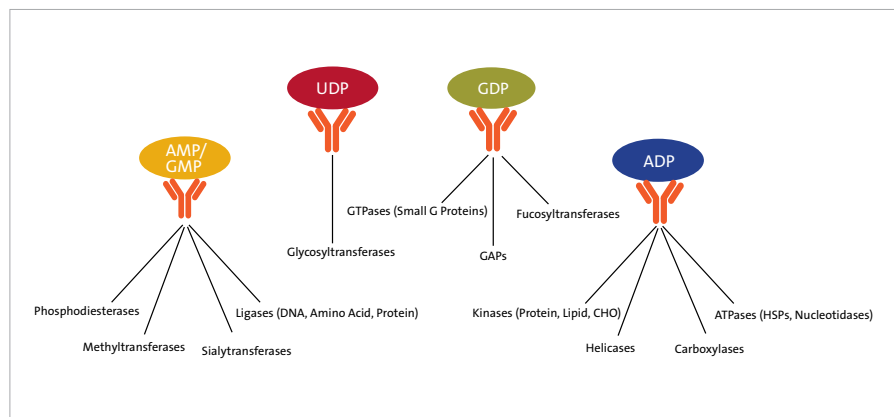 UDP
GDP
AMP/
GMP
ADP
GTPases (Small G Proteins)
Fucosyltransferases
Glycosyltransferases
GAPs
Phosphodiesterases
Ligases (DNA, Amino Acid, Protein)
Kinases (Protein, Lipid, CHO)
ATPases (HSPs, Nucleotidases)
Methyltransferases
Sialytransferases
Helicases
Carboxylases